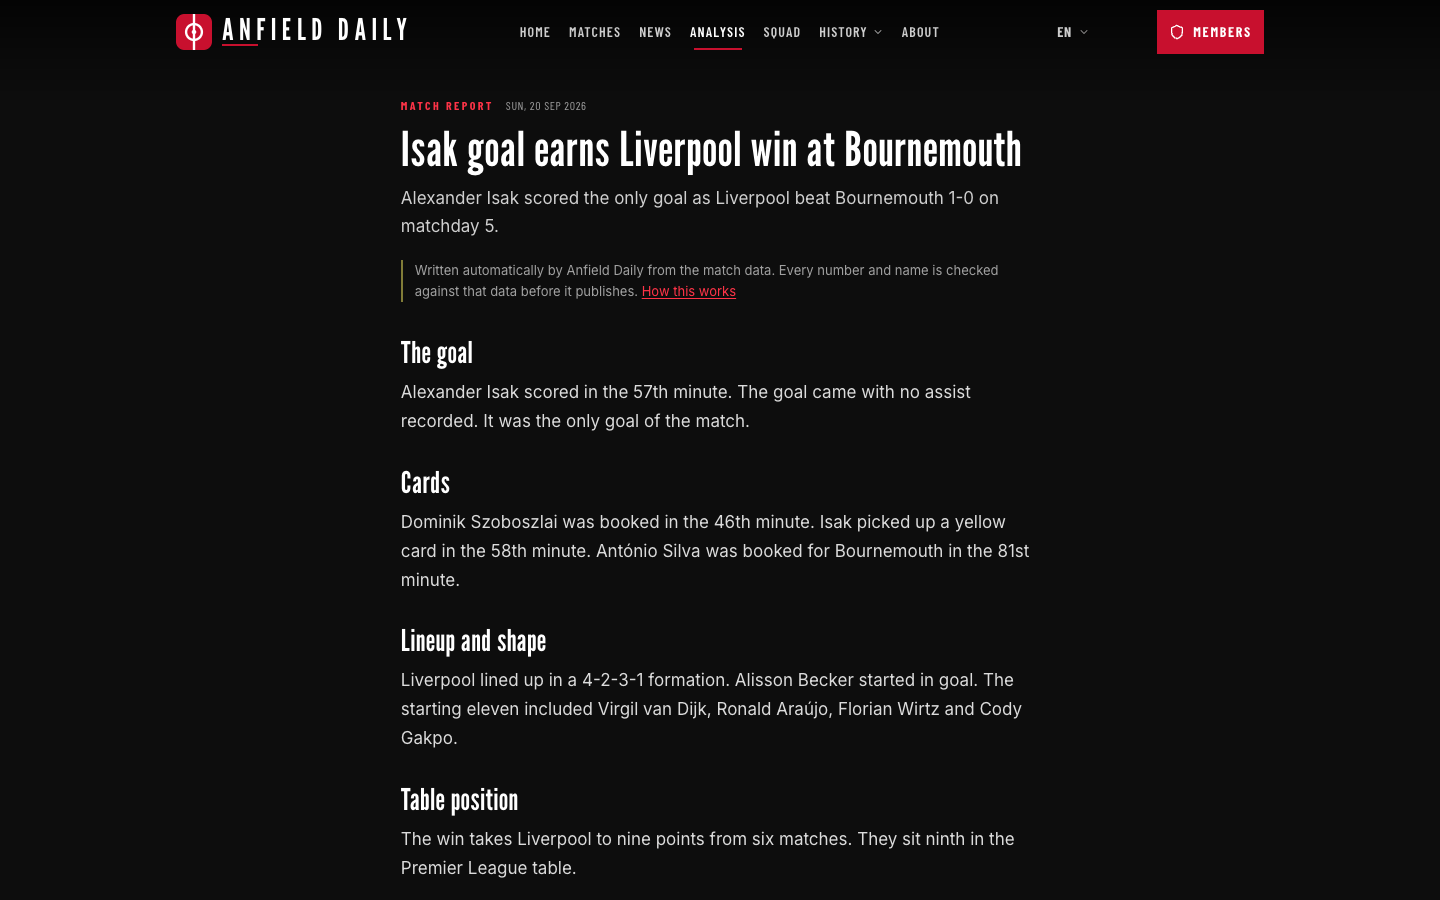 ANFIELD DAILY
HOME MATCHES NEWS ANALYSIS SQUAD HISTORY ABOUT EN MEMBERS
MATCH REPORT SUN, 20 SEP 2026
Isak goal earns Liverpool win at Bournemouth
Alexander Isak scored the only goal as Liverpool beat Bournemouth 1-0 on
matchday 5.
Written automatically by Anfield Daily from the match data. Every number and name is checked
against that data before it publishes. How this works
The goal
Alexander Isak scored in the 57th minute. The goal came with no assist
recorded. It was the only goal of the match.
Cards
Dominik Szoboszlai was booked in the 46th minute. Isak picked up a yellow
card in the 58th minute. António Silva was booked for Bournemouth in the 81st
minute.
Lineup and shape
Liverpool lined up in a 4-2-3-1 formation. Alisson Becker started in goal. The
starting eleven included Virgil van Dijk, Ronald Araújo, Florian Wirtz and Cody
Gakpo.
Table position
The win takes Liverpool to nine points from six matches. They sit ninth in the
Premier League table.